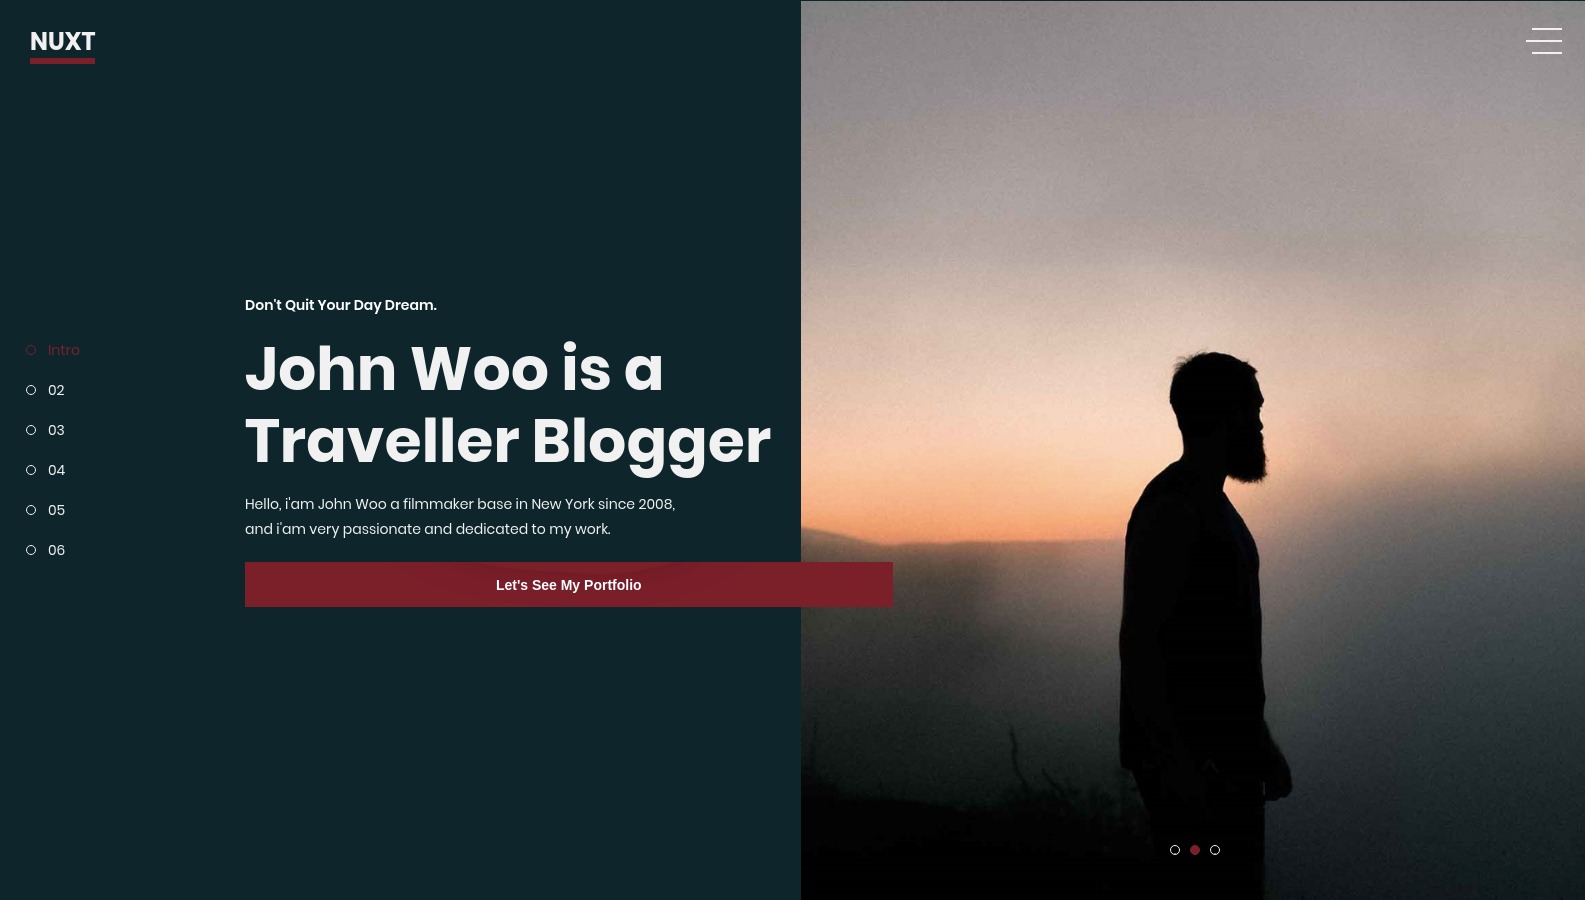 NUXT
Don't Quit Your Day Dream.
John Woo is a
Traveller Blogger
Hello, i'am John Woo a filmmaker base in New York since 2008,
and i'am very passionate and dedicated to my work.
Let's See My Portfolio
Intro
02
03
04
05
06